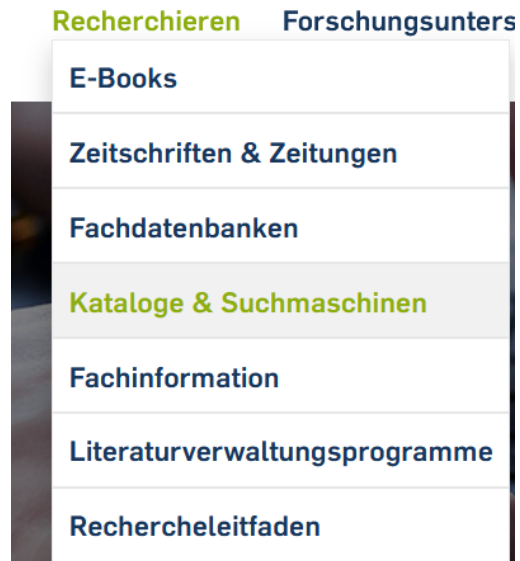 Recherchieren Forschungsunters
E-Books
Zeitschriften & Zeitungen
Fachdatenbanken
Kataloge & Suchmaschinen
Fachinformation
Literaturverwaltungsprogramme
Rechercheleitfaden